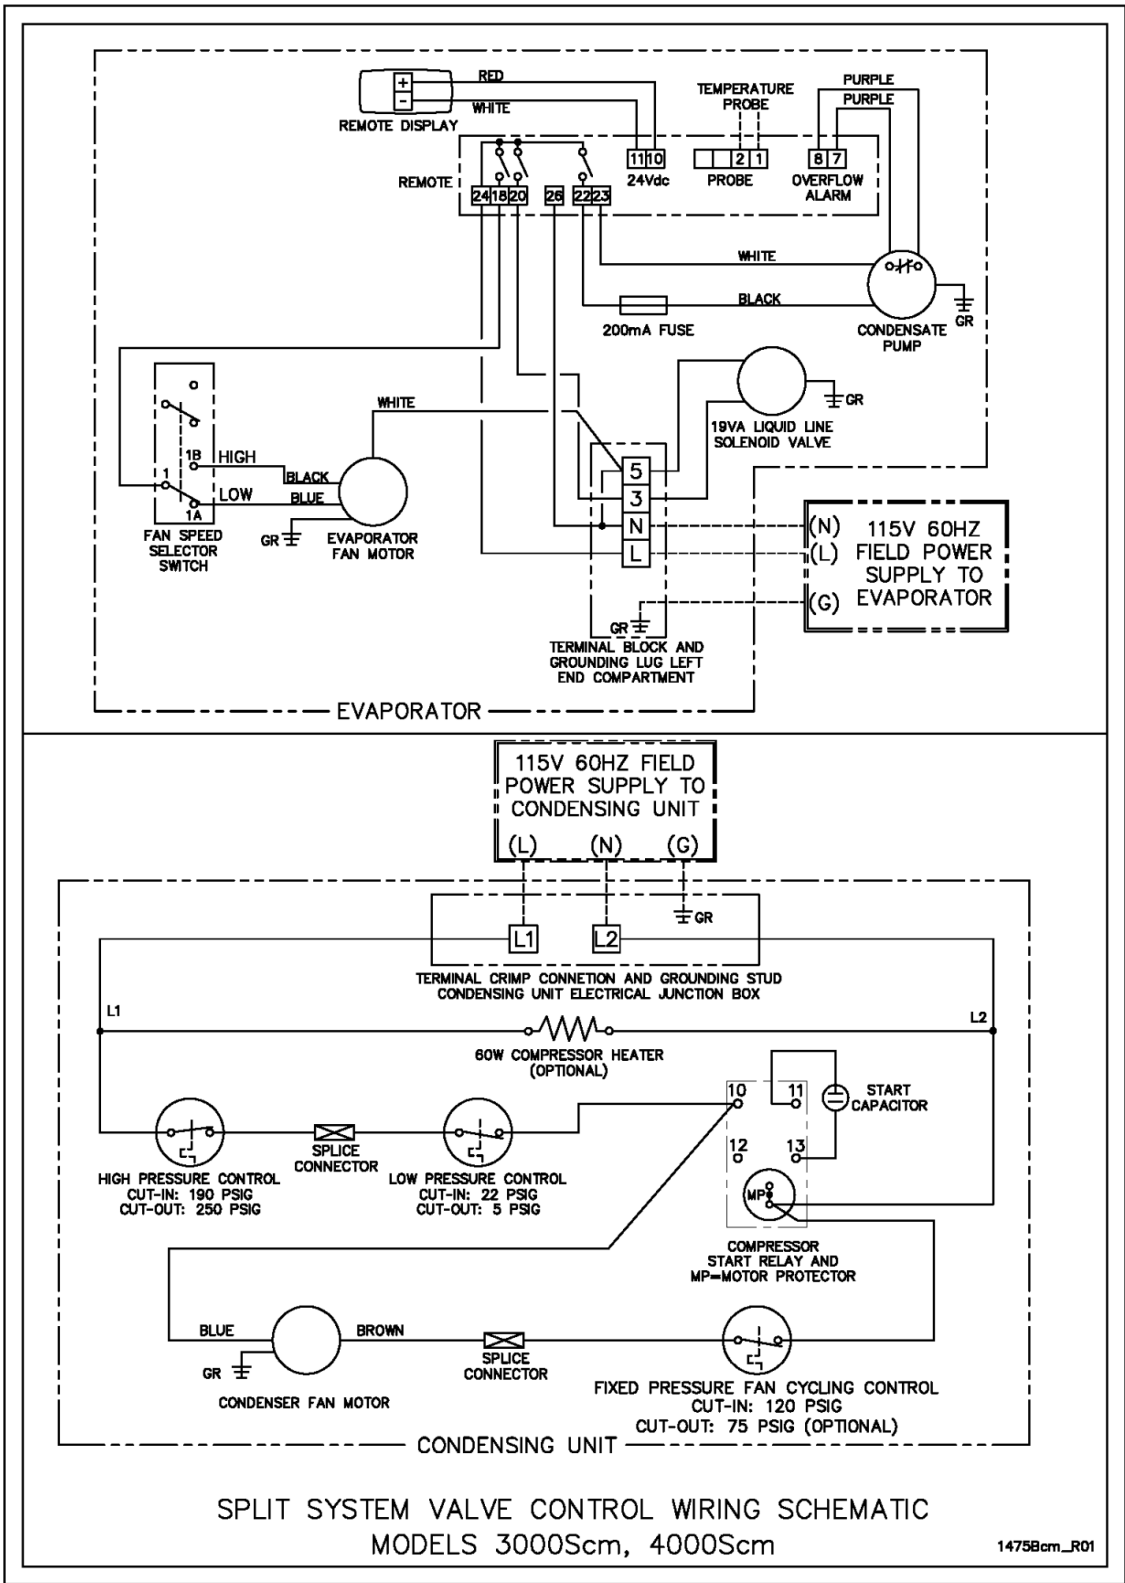 RED
WHITE
REMOTE DISPLAY
+
-
TEMPERATURE
PROBE
PURPLE
PURPLE
11 10
24Vdc
2 1
PROBE
8 7
OVERFLOW
ALARM
REMOTE
24 18 20 26 22 23
WHITE
BLACK
200mA FUSE
CONDENSATE
PUMP
GR
19VA LIQUID LINE
SOLENOID VALVE
GR
WHITE
1B
HIGH
1
LOW
1A
BLACK
BLUE
GR
FAN SPEED
SELECTOR
SWITCH
EVAPORATOR
FAN MOTOR
5
3
N
L
GR
TERMINAL BLOCK AND
GROUNDING LUG LEFT
END COMPARTMENT
(N)
(L)
(G)
115V 60HZ
FIELD POWER
SUPPLY TO
EVAPORATOR
EVAPORATOR
115V 60HZ FIELD
POWER SUPPLY TO
CONDENSING UNIT
(L) (N) (G)
GR
L1 L2
TERMINAL CRIMP CONNETION AND GROUNDING STUD
CONDENSING UNIT ELECTRICAL JUNCTION BOX
L1
L2
60W COMPRESSOR HEATER
(OPTIONAL)
10 11
START
CAPACITOR
12 13
MP
COMPRESSOR
START RELAY AND
MP=MOTOR PROTECTOR
SPLICE
CONNECTOR
HIGH PRESSURE CONTROL
CUT-IN: 190 PSIG
CUT-OUT: 250 PSIG
LOW PRESSURE CONTROL
CUT-IN: 22 PSIG
CUT-OUT: 5 PSIG
BLUE
BROWN
GR
CONDENSER FAN MOTOR
SPLICE
CONNECTOR
FIXED PRESSURE FAN CYCLING CONTROL
CUT-IN: 120 PSIG
CUT-OUT: 75 PSIG (OPTIONAL)
CONDENSING UNIT
SPLIT SYSTEM VALVE CONTROL WIRING SCHEMATIC
MODELS 3000Scm, 4000Scm
1475Bcm_R01